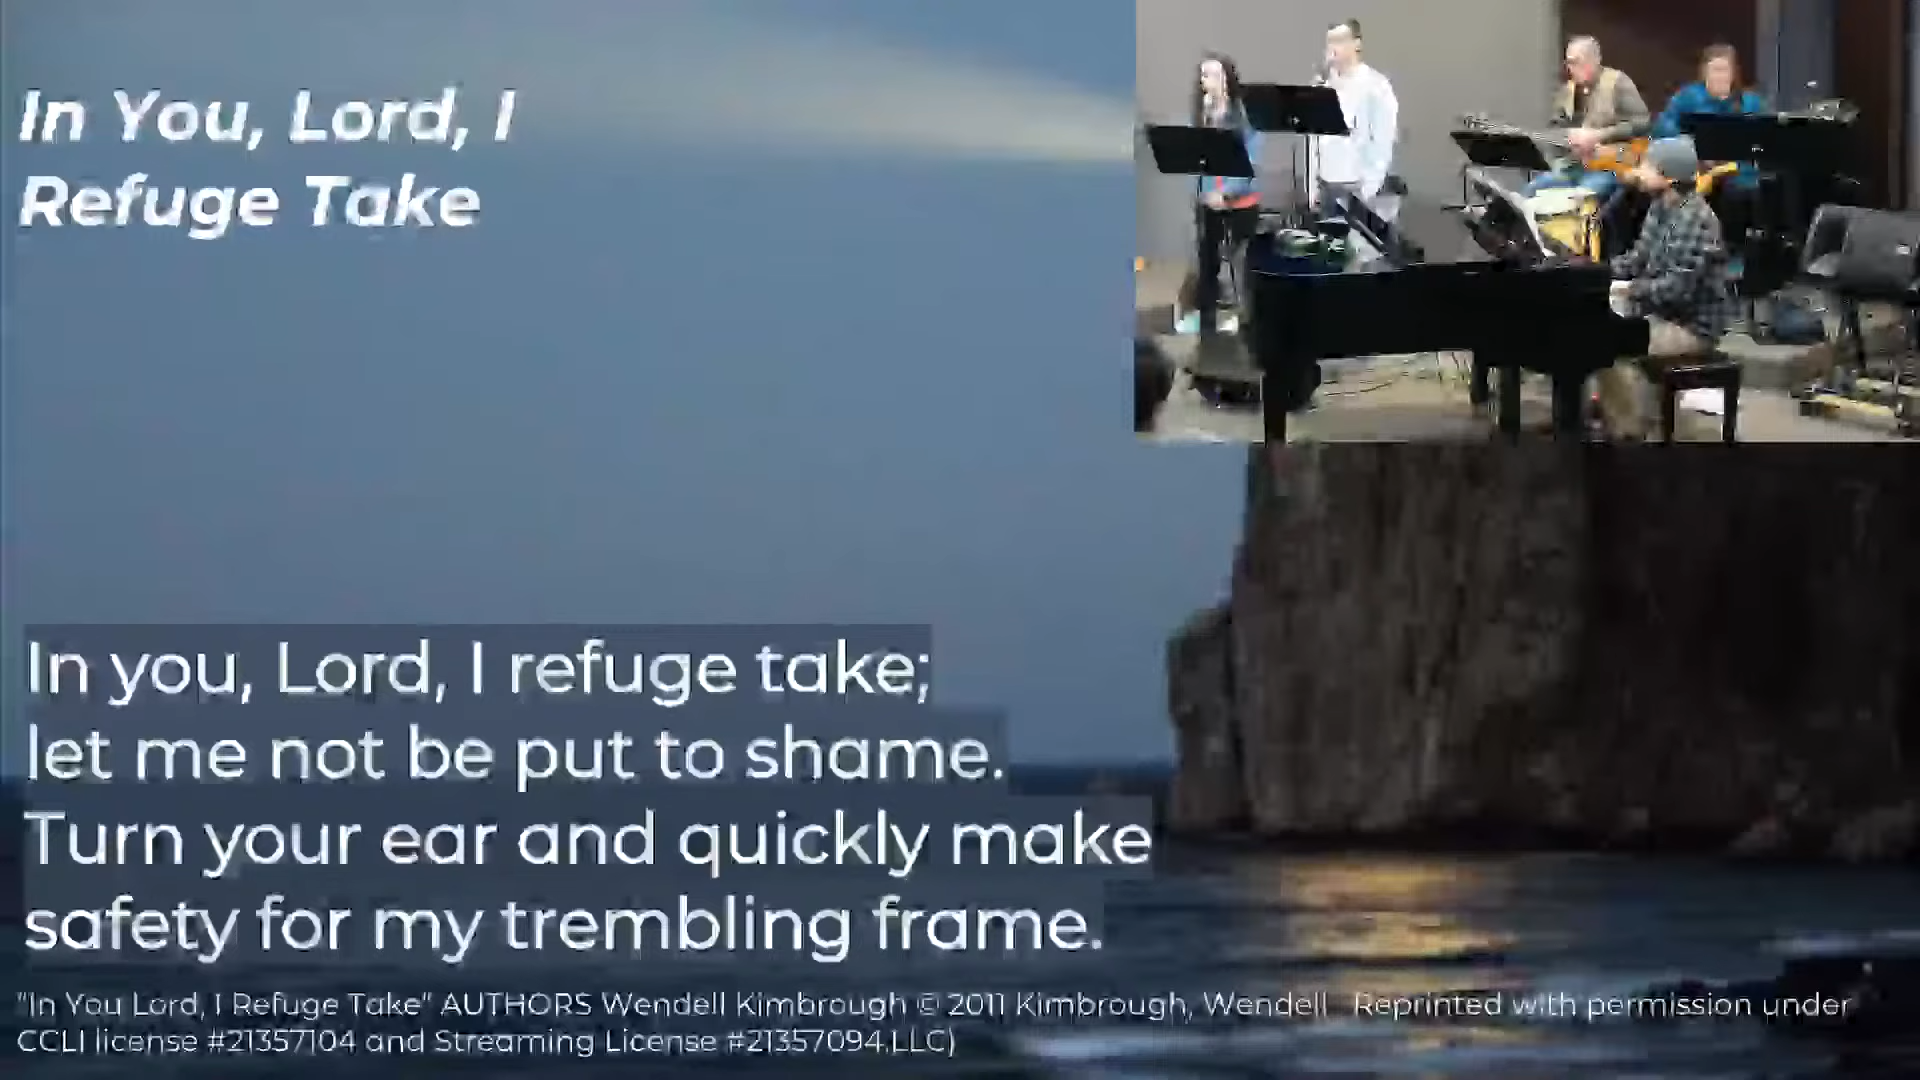 In You, Lord, I
Refuge Take
In you, Lord, I refuge take;
let me not be put to shame.
Turn your ear and quickly make
safety for my trembling frame.
"In You Lord, I Refuge Take" AUTHORS Wendell Kimbrough © 2011 Kimbrough, Wendell Reprinted with permission under
CCLI license #21357104 and Streaming License #21357094.LLC)